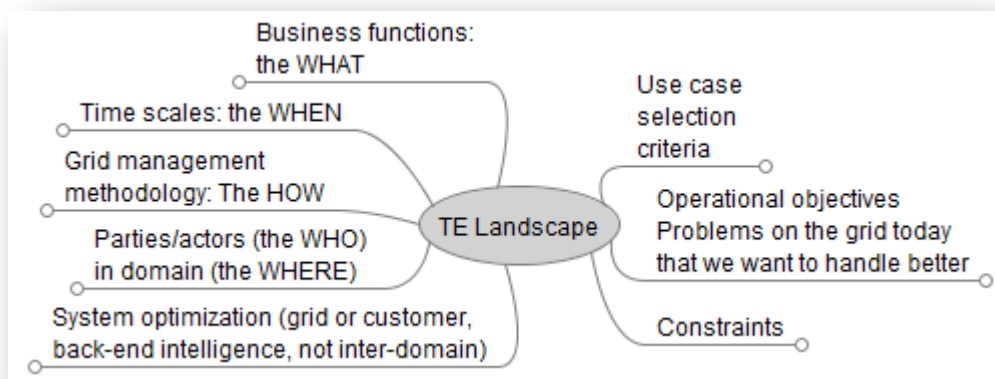 Business functions:
the WHAT
Time scales: the WHEN
Grid management
methodology: The HOW
Parties/actors (the WHO)
in domain (the WHERE)
System optimization (grid or customer,
back-end intelligence, not inter-domain)
TE Landscape
Use case
selection
criteria
Operational objectives
Problems on the grid today
that we want to handle better
Constraints